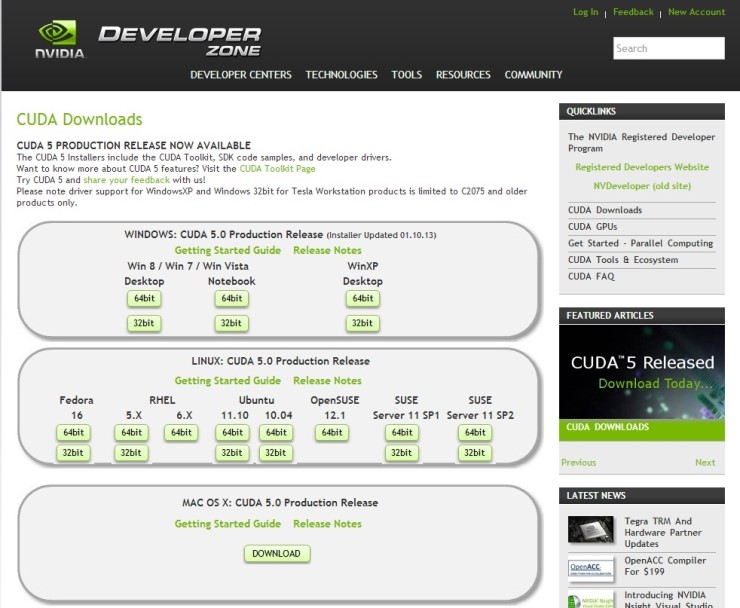 Log In | Feedback | New Account
NVIDIA
DEVELOPER ZONE
Search
DEVELOPER CENTERS TECHNOLOGIES TOOLS RESOURCES COMMUNITY
CUDA Downloads
CUDA 5 PRODUCTION RELEASE NOW AVAILABLE
The CUDA 5 Installers include the CUDA Toolkit, SDK code samples, and developer drivers.
Want to know more about CUDA 5 features? Visit the CUDA Toolkit Page
Try CUDA 5 and share your feedback with us!
Please note driver support for WindowsXP and Windows 32bit for Tesla Workstation products is limited to C2075 and older
products only.
WINDOWS: CUDA 5.0 Production Release (Installer Updated 01.10.13)
Getting Started Guide Release Notes
Win 8 / Win 7 / Win Vista WinXP
Desktop Notebook Desktop
64bit 64bit 64bit
32bit 32bit 32bit
LINUX: CUDA 5.0 Production Release
Getting Started Guide Release Notes
Fedora RHEL Ubuntu OpenSUSE SUSE SUSE
16 5.X 6.X 11.10 10.04 12.1 Server 11 SP1 Server 11 SP2
64bit 64bit 64bit 64bit 64bit 64bit 64bit 64bit
32bit 32bit 32bit 32bit 32bit 32bit
MAC OS X: CUDA 5.0 Production Release
Getting Started Guide Release Notes
DOWNLOAD
QUICKLINKS
The NVIDIA Registered Developer
Program
Registered Developers Website
NVDeveloper (old site)
CUDA Downloads
CUDA GPUs
Get Started - Parallel Computing
CUDA Tools & Ecosystem
CUDA FAQ
FEATURED ARTICLES
CUDA™5 Released
Download Today...
CUDA DOWNLOADS
Previous Next
LATEST NEWS
Tegra TRM And
Hardware Partner
Updates
OpenACC
OpenACC Compiler
For $199
Introducing NVIDIA
Nsight Visual Studio